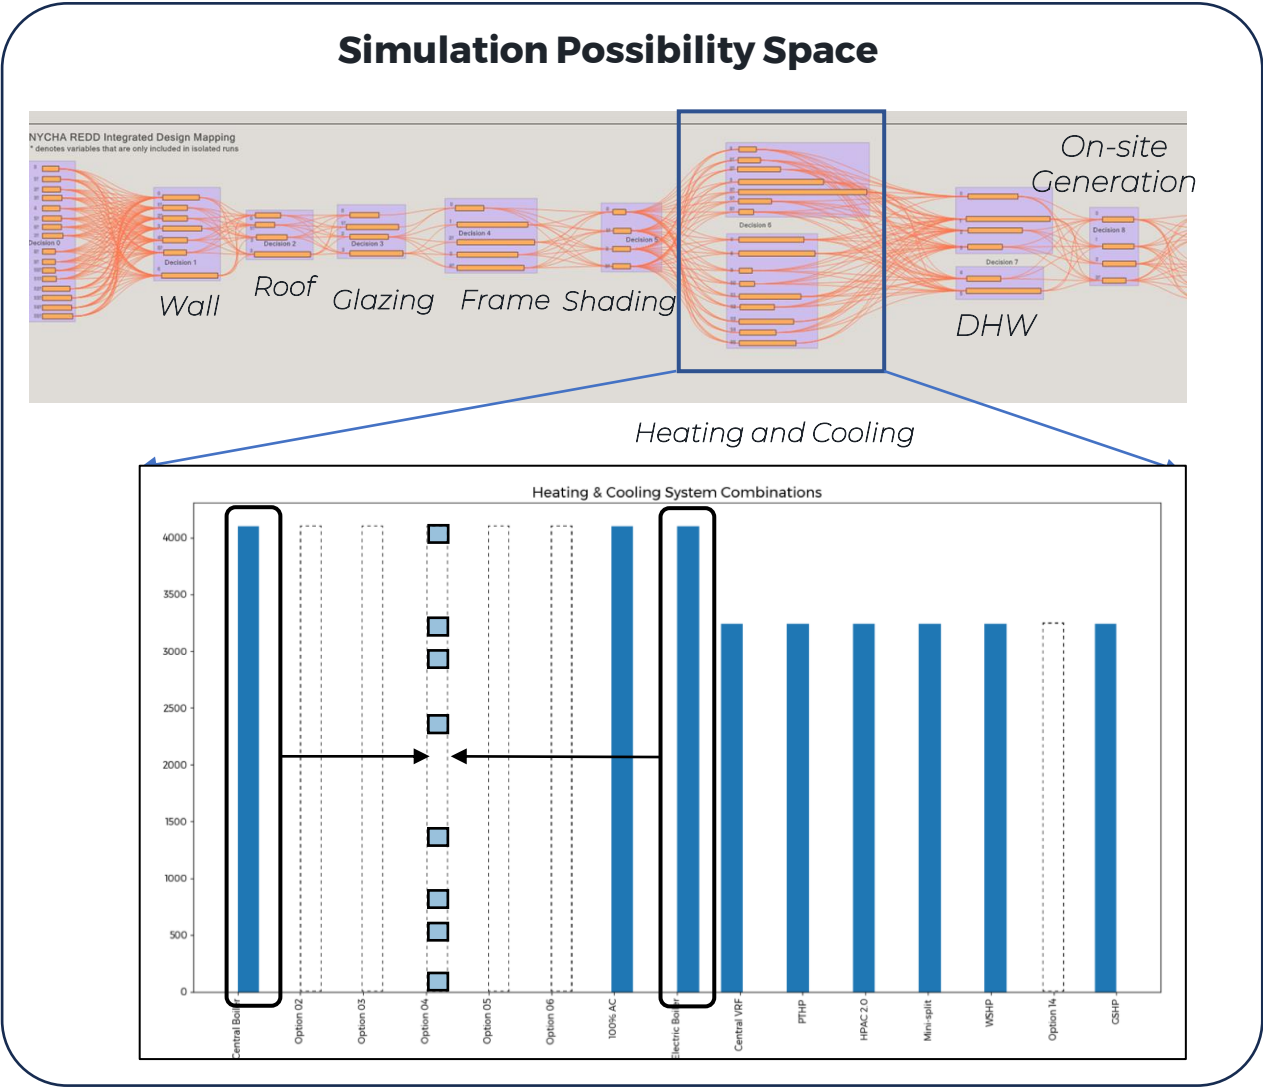 Simulation Possibility Space
NYCHA REDD Integrated Design Mapping
* denotes variables that are only included in isolated runs
On-site
Generation
Decision 0
Decision 1
Decision 2
Decision 3
Decision 4
Decision 5
Decision 6
Decision 7
Decision 8
Wall
Roof
Glazing
Frame
Shading
DHW
Heating and Cooling
Heating & Cooling System Combinations
4000
3500
3000
2500
2000
1500
1000
500
0
Central Boiler
Option 02
Option 03
Option 04
Option 05
Option 06
100% AC
Electric Boiler
Central VRF
PTHP
HPAC 2.0
Mini-split
WSHP
Option 14
GSHP